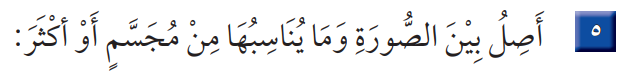 ٥ أَصِلُ بَيْنَ الصُّورَةِ وَمَا يُنَاسِبُهَا مِنْ مُجَسَّمٍ أَوْ أَكْثَرَ: